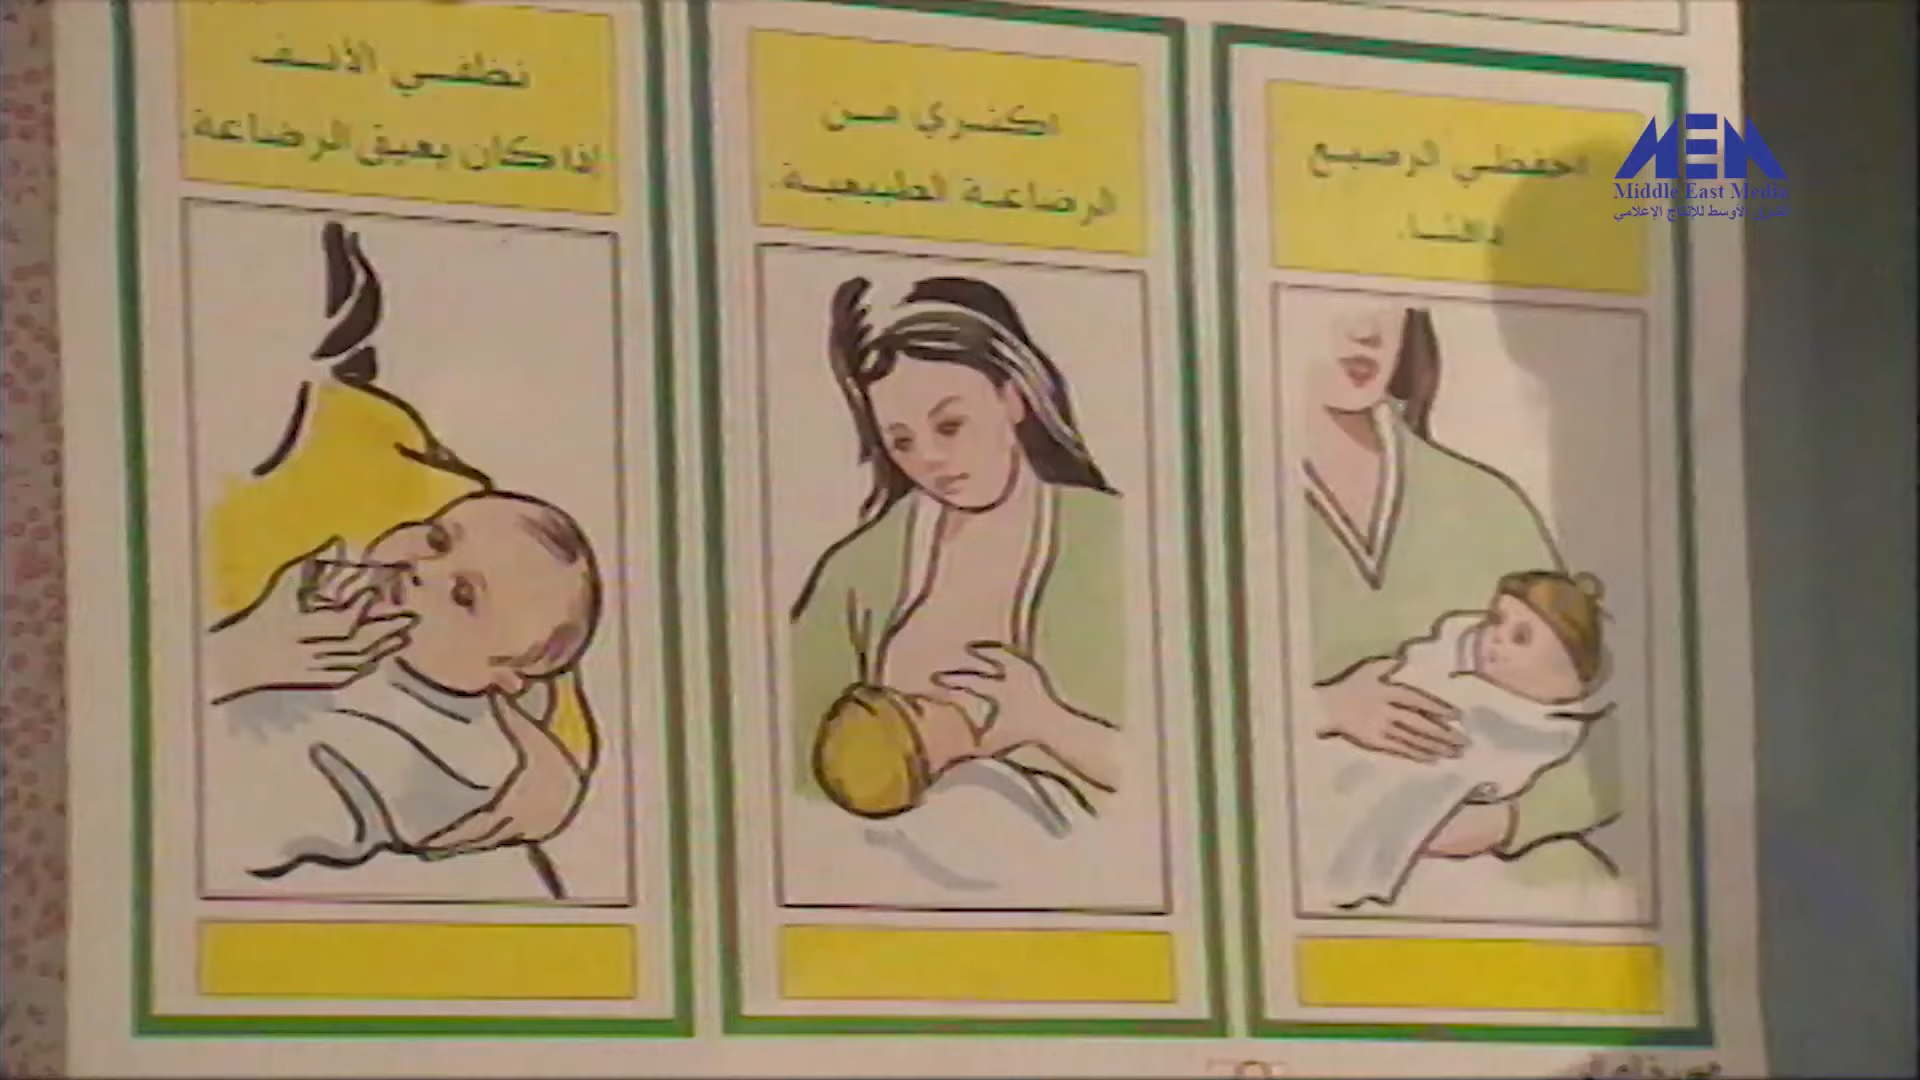 احفظي الرضيع
دافئا.
اكثري من
الرضاعة الطبيعية.
نظفي الأنف
إذا كان يعيق الرضاعة.
MEM
Middle East Media
الشرق الأوسط للإنتاج الإعلامي